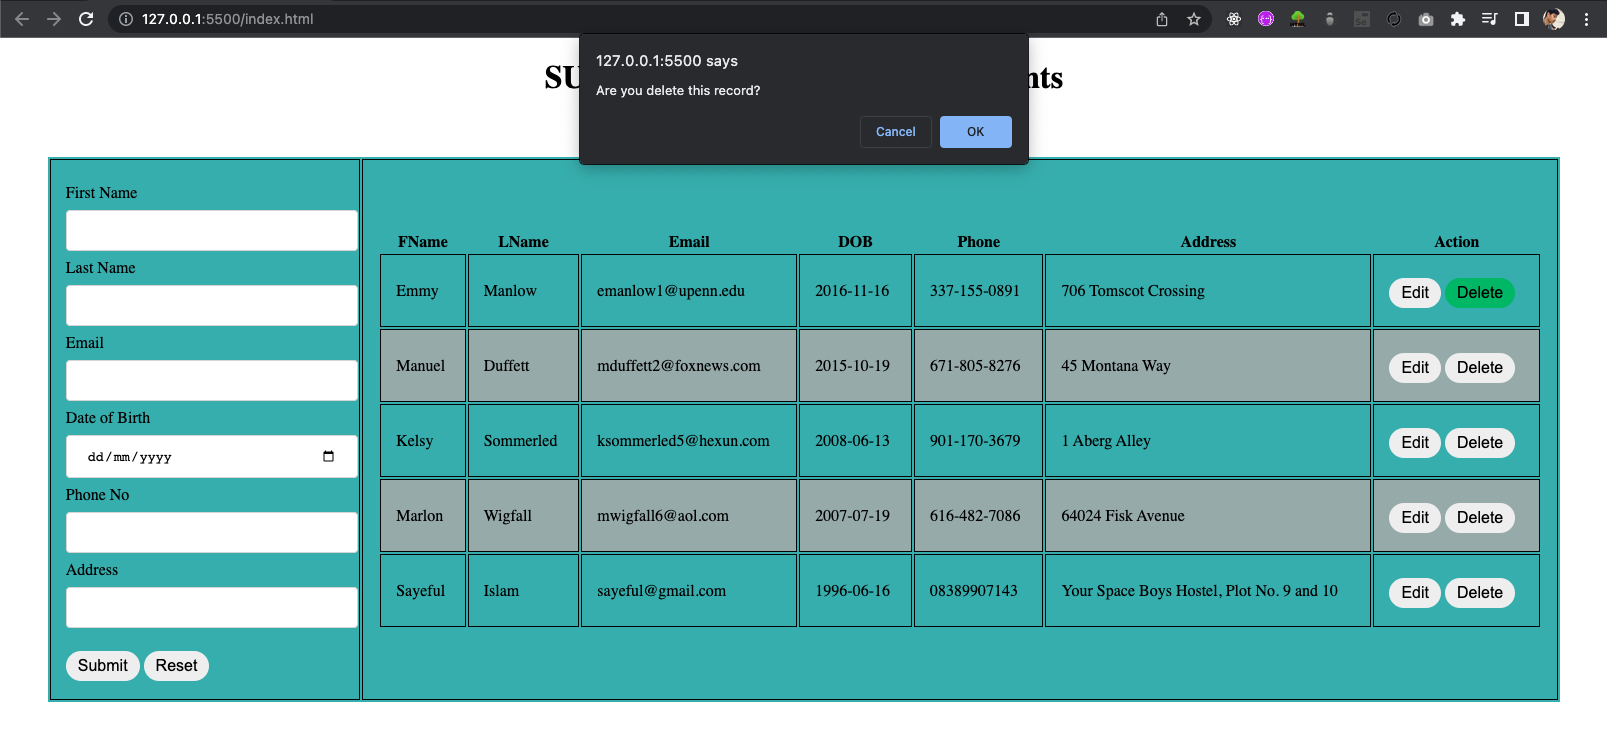 127.0.0.1:5500/index.html
127.0.0.1:5500 says
Are you delete this record?
Cancel OK
First Name
Last Name
Email
Date of Birth
dd/mm/yyyy
Phone No
Address
Submit Reset
FName LName Email DOB Phone Address Action
Emmy Manlow emanlow1@upenn.edu 2016-11-16 337-155-0891 706 Tomscot Crossing Edit Delete
Manuel Duffett mduffett2@foxnews.com 2015-10-19 671-805-8276 45 Montana Way Edit Delete
Kelsy Sommerled ksommerled5@hexun.com 2008-06-13 901-170-3679 1 Aberg Alley Edit Delete
Marlon Wigfall mwigfall6@aol.com 2007-07-19 616-482-7086 64024 Fisk Avenue Edit Delete
Sayeful Islam sayeful@gmail.com 1996-06-16 08389907143 Your Space Boys Hostel, Plot No. 9 and 10 Edit Delete